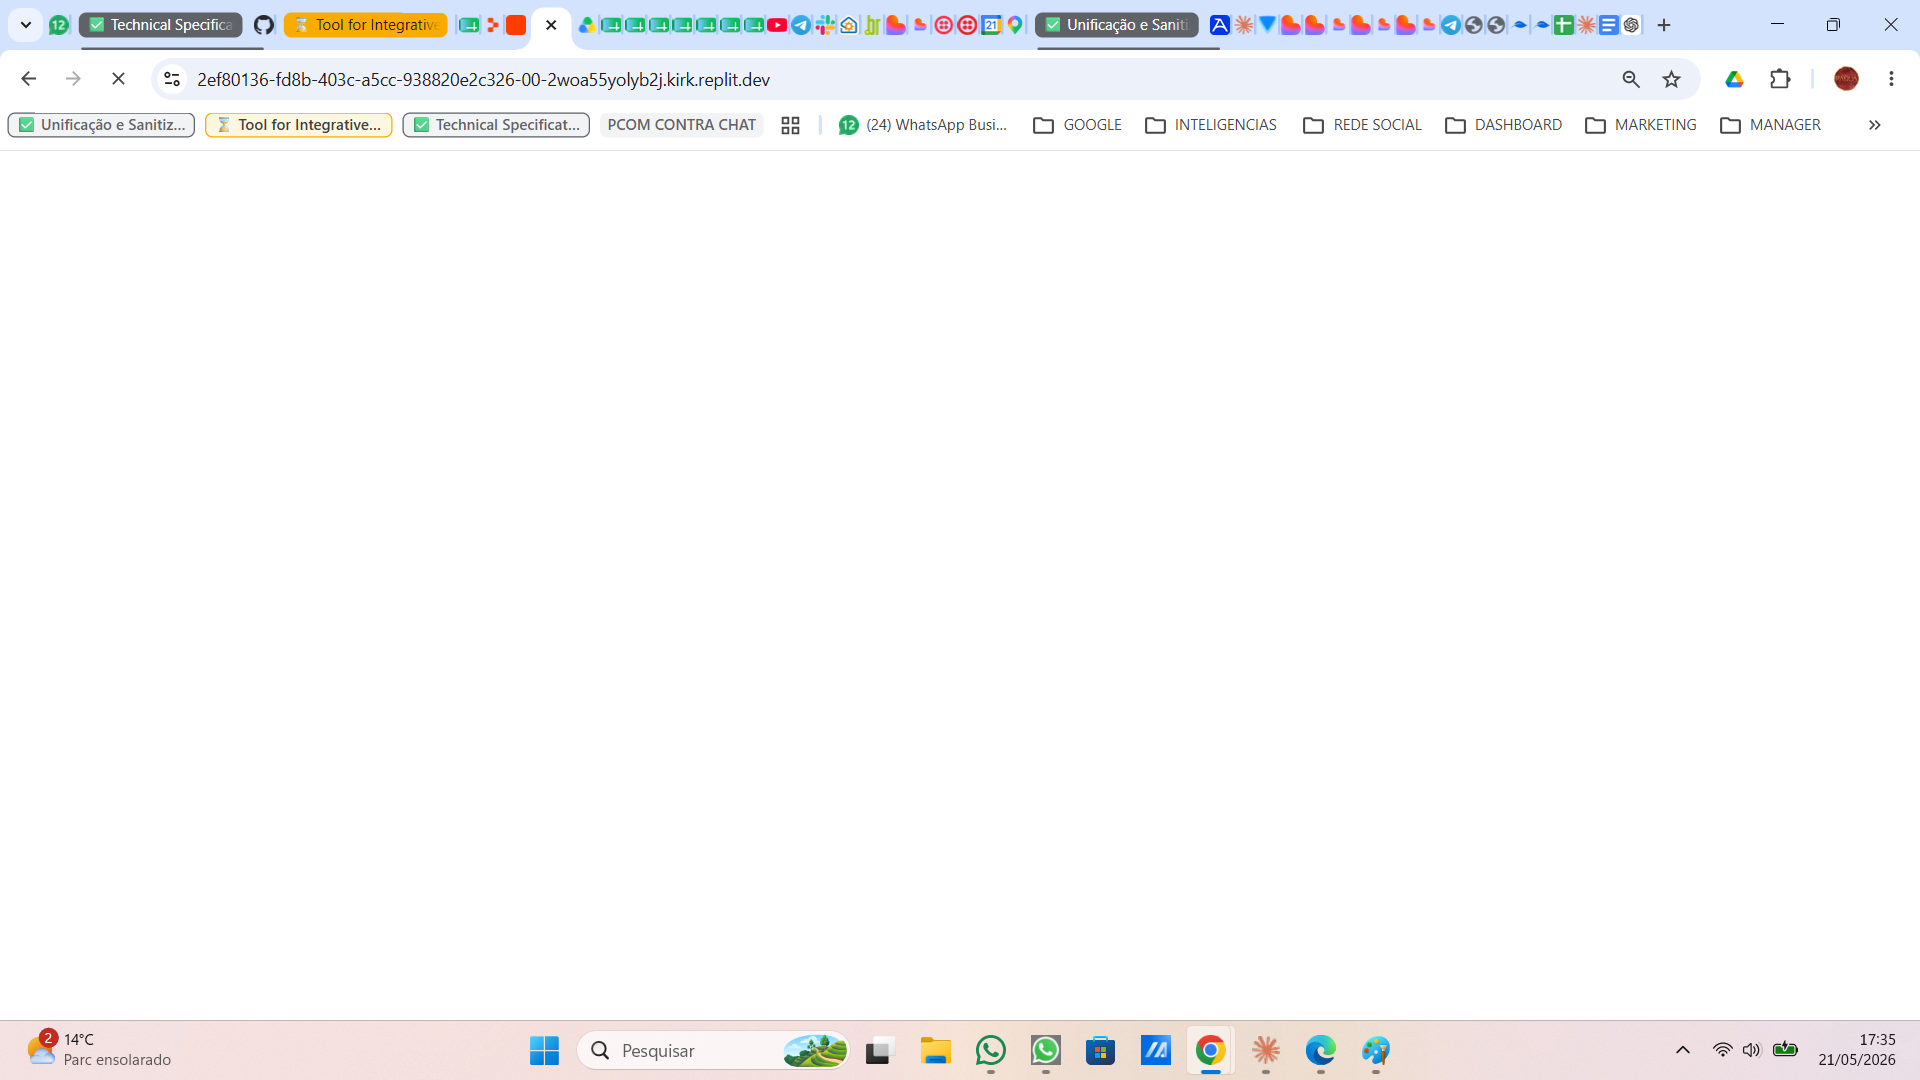 12
Technical Specifica
Tool for Integrative
21
Unificação e Saniti
2ef80136-fd8b-403c-a5cc-938820e2c326-00-2woa55yolyb2j.kirk.replit.dev
Unificação e Sanitiz...
Tool for Integrative...
Technical Specificat...
PCOM CONTRA CHAT
12
(24) WhatsApp Busi...
GOOGLE
INTELIGENCIAS
REDE SOCIAL
DASHBOARD
MARKETING
MANAGER
2
14°C
Parc ensolarado
Pesquisar
17:35
21/05/2026